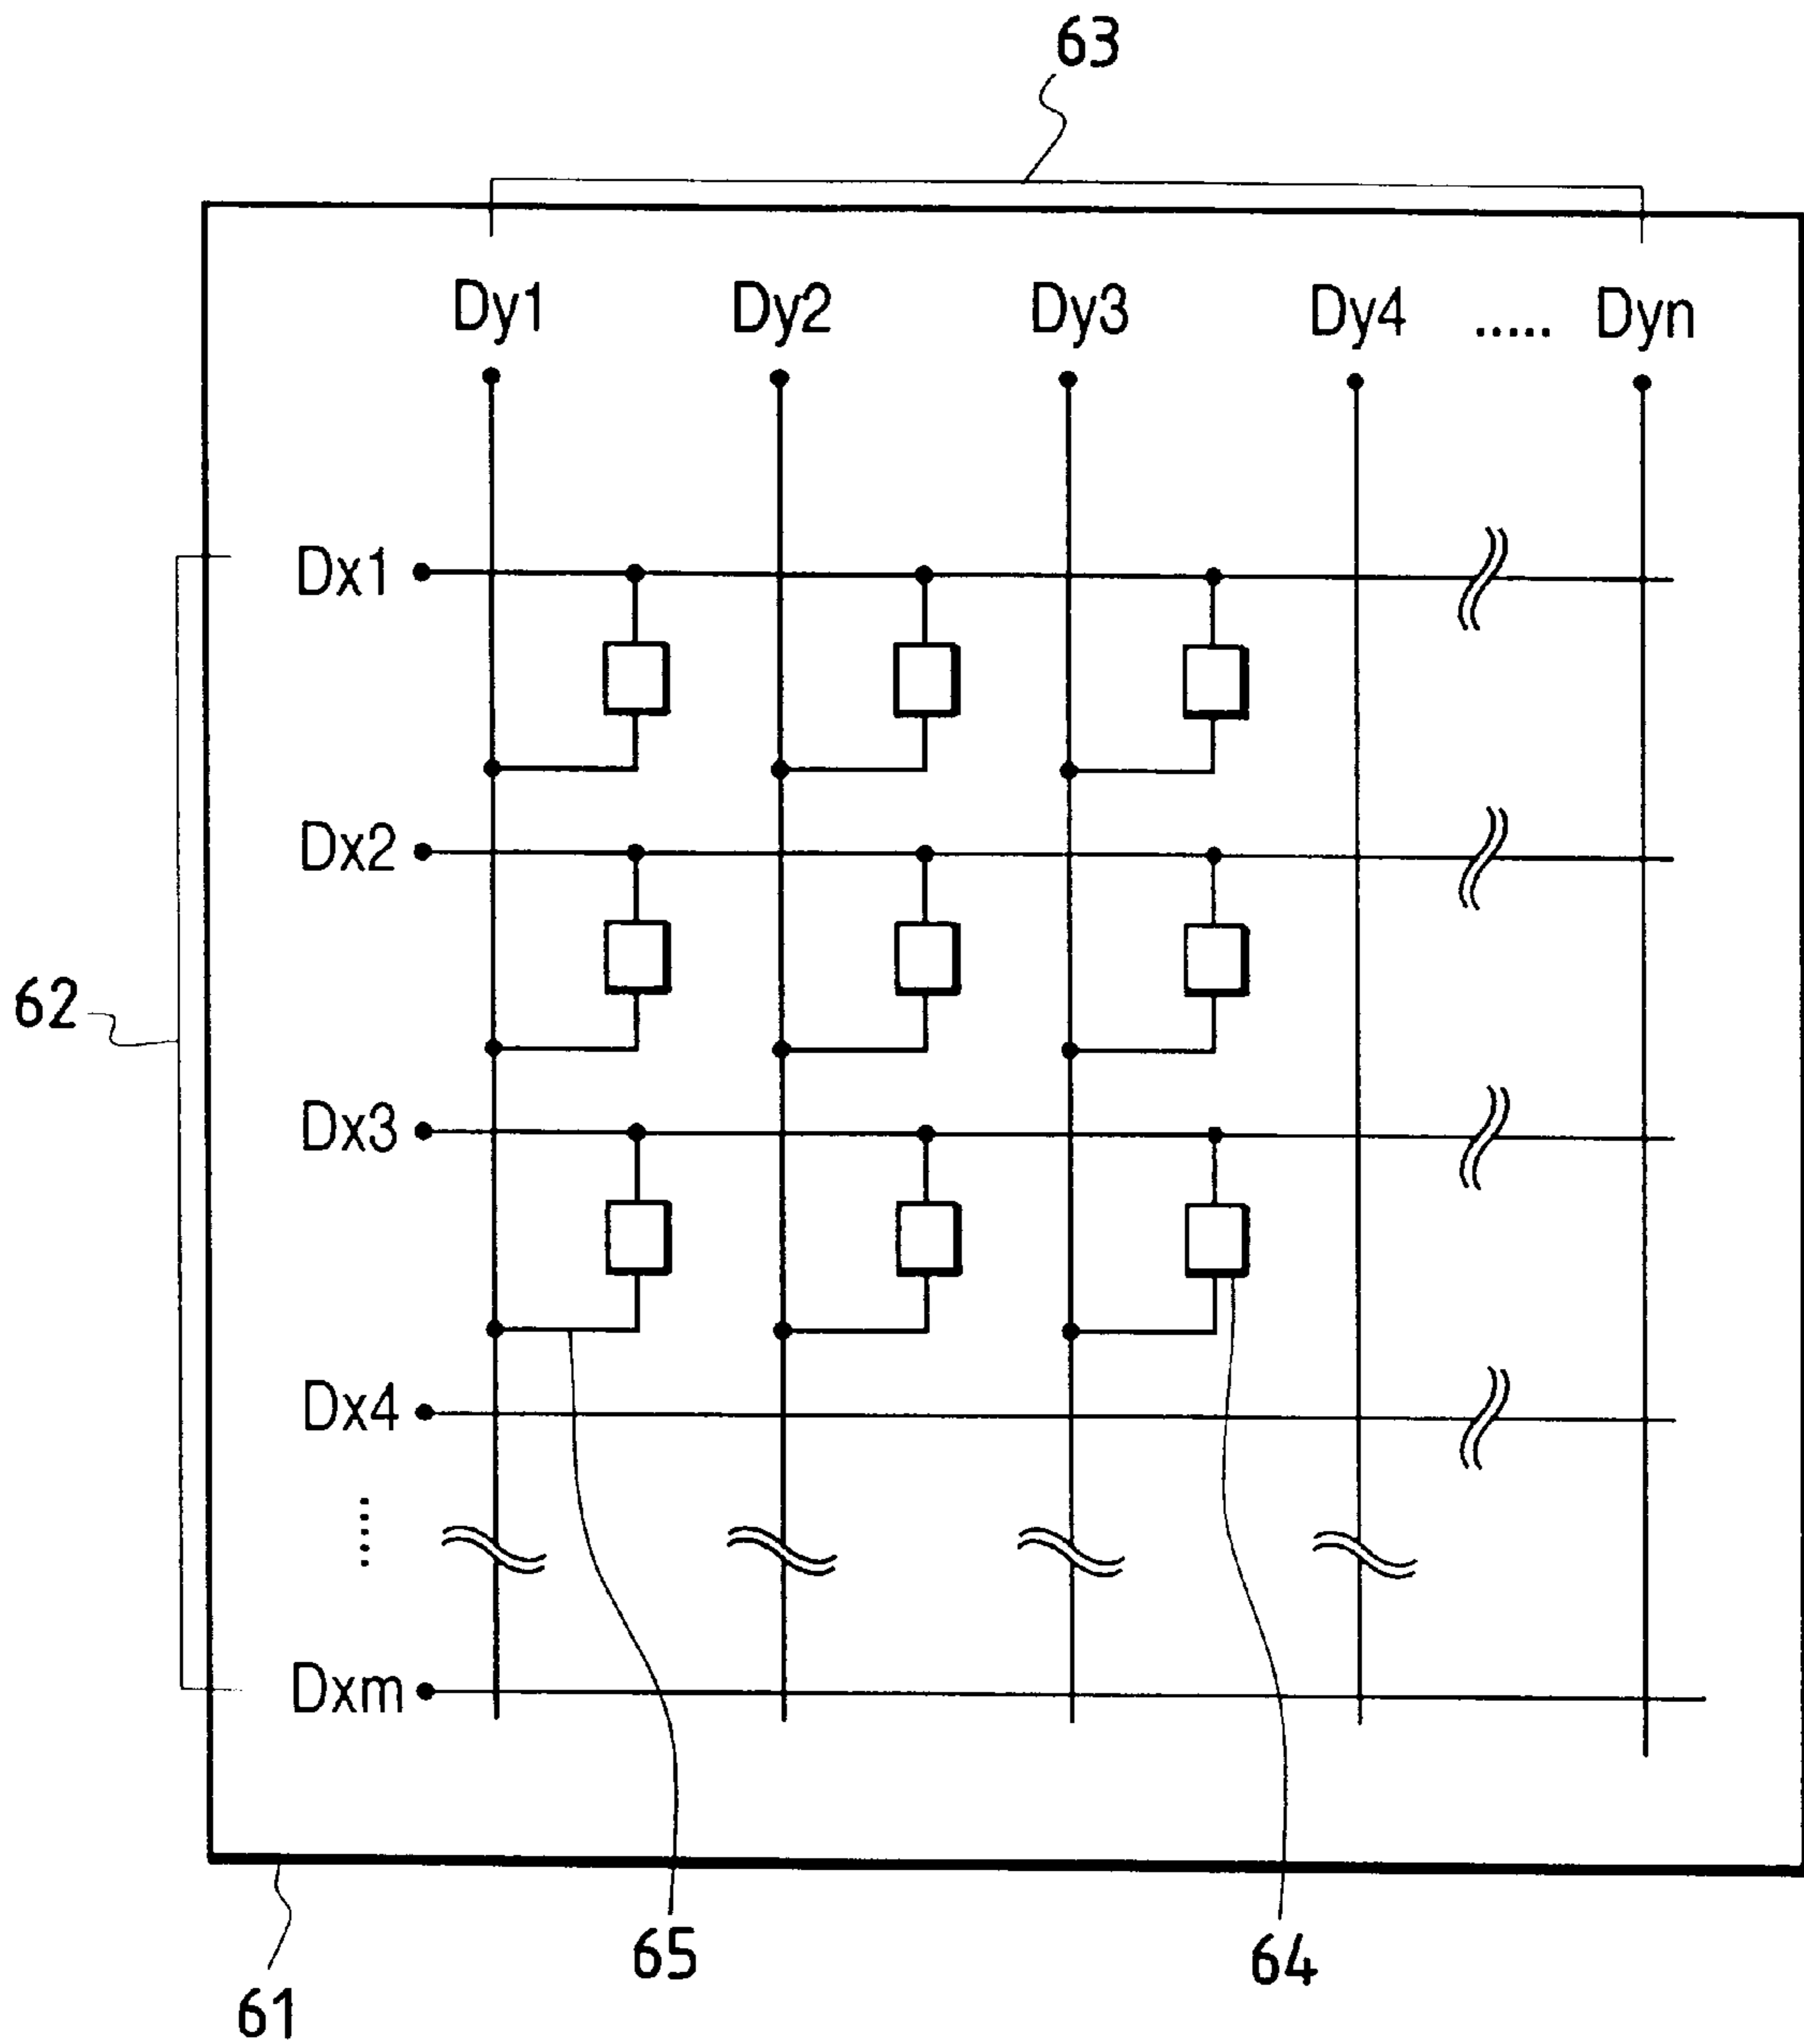 63
Dy1 Dy2 Dy3 Dy4 ..... Dyn
Dx1
Dx2
62
Dx3
Dx4
.....
Dxm
65
64
61